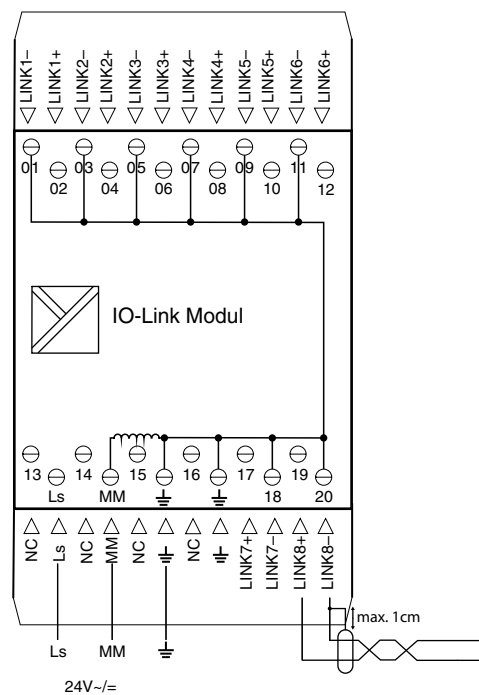 LINK1– LINK1+ LINK2– LINK2+ LINK3– LINK3+ LINK4– LINK4+ LINK5– LINK5+ LINK6– LINK6+
01 03 05 07 09 11
02 04 06 08 10 12
IO-Link Modul
13 14 15 16 17 19
Ls MM 18 20
NC Ls NC MM NC NC LINK7+ LINK7– LINK8+ LINK8–
max. 1cm
Ls MM
24V~/=